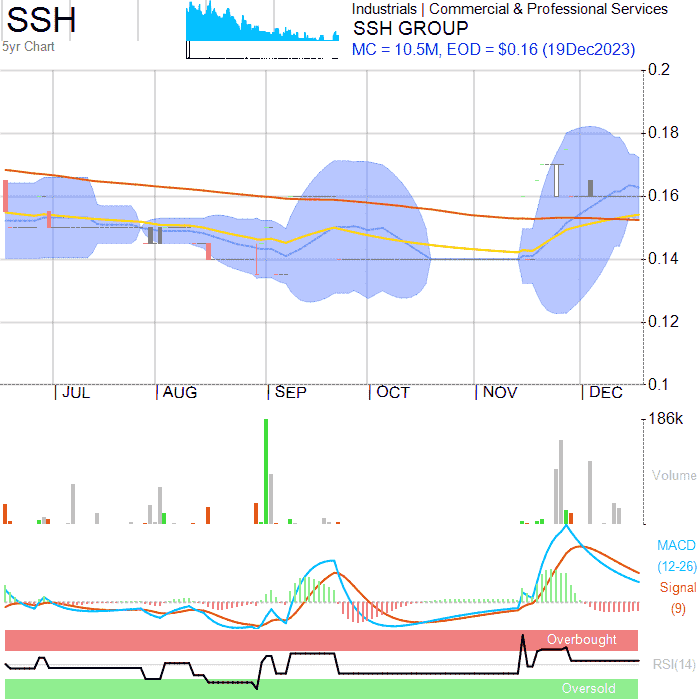 SSH
5yr Chart
Industrials | Commercial & Professional Services
SSH GROUP
MC = 10.5M, EOD = $0.16 (19Dec2023)
0.2
0.18
0.16
0.14
0.12
0.1
JUL
AUG
SEP
OCT
NOV
DEC
186k
Volume
MACD
(12-26)
Signal
(9)
Overbought
RSI(14)
Oversold